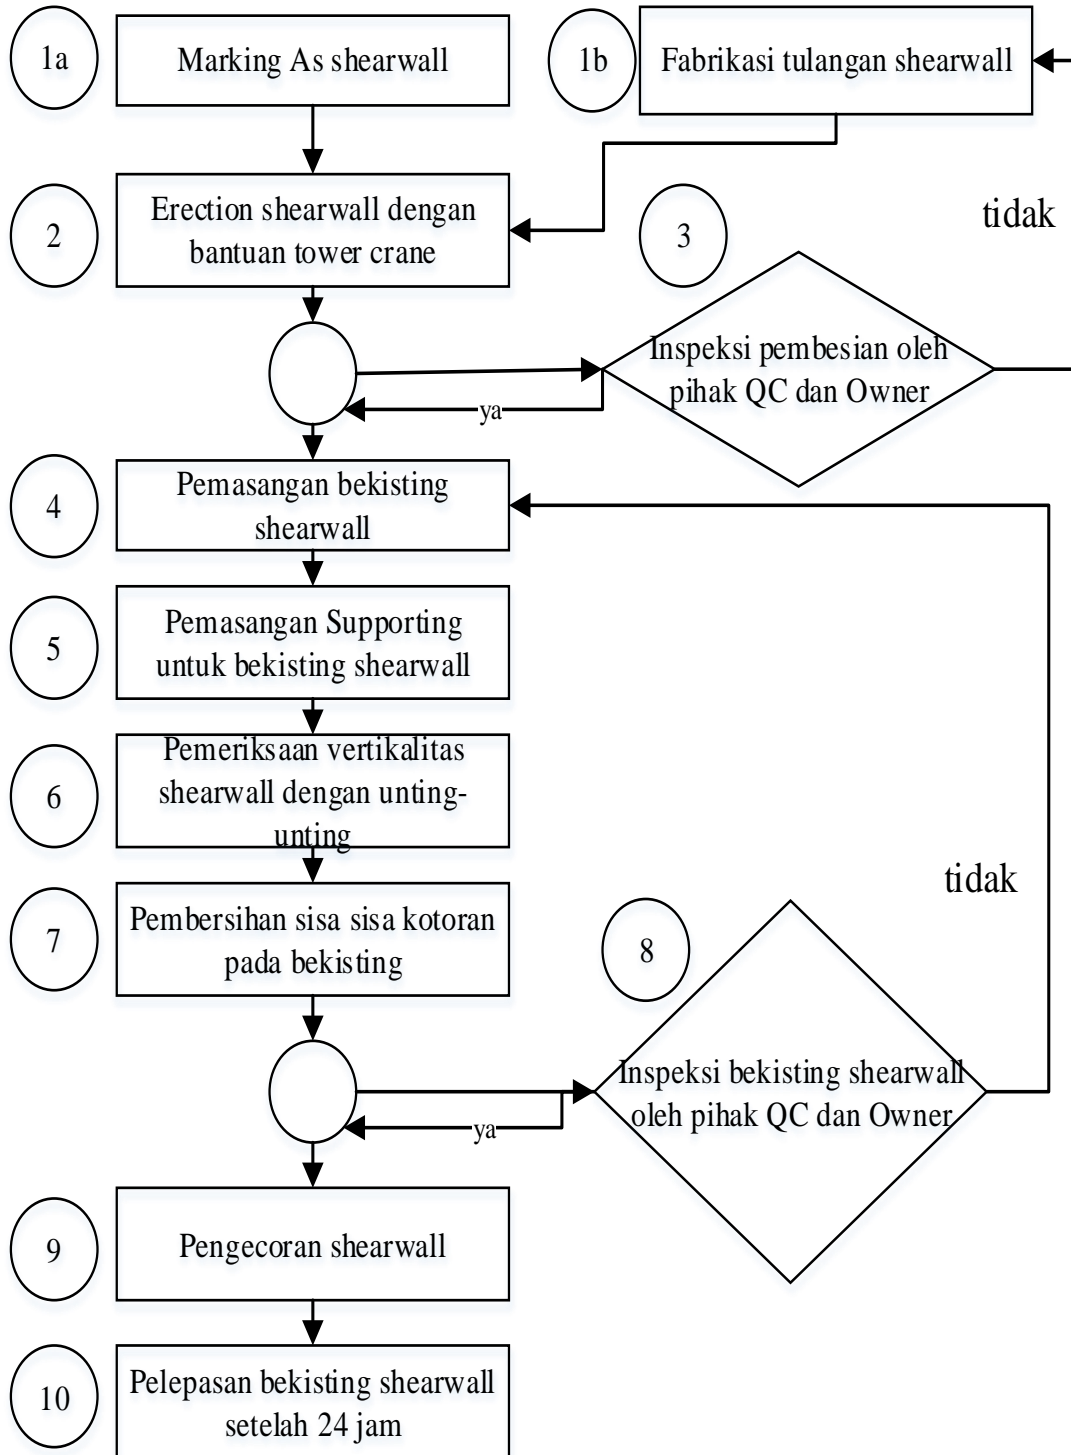 1a
Marking As shearwall
1b
Fabrikasi tulangan shearwall
2
Erection shearwall dengan
bantuan tower crane
3
tidak
Inspeksi pembesian oleh
pihak QC dan Owner
ya
4
Pemasangan bekisting
shearwall
5
Pemasangan Supporting
untuk bekisting shearwall
6
Pemeriksaan vertikalitas
shearwall dengan unting-
unting
7
Pembersihan sisa sisa kotoran
pada bekisting
8
tidak
Inspeksi bekisting shearwall
oleh pihak QC dan Owner
ya
9
Pengecoran shearwall
10
Pelepasan bekisting shearwall
setelah 24 jam